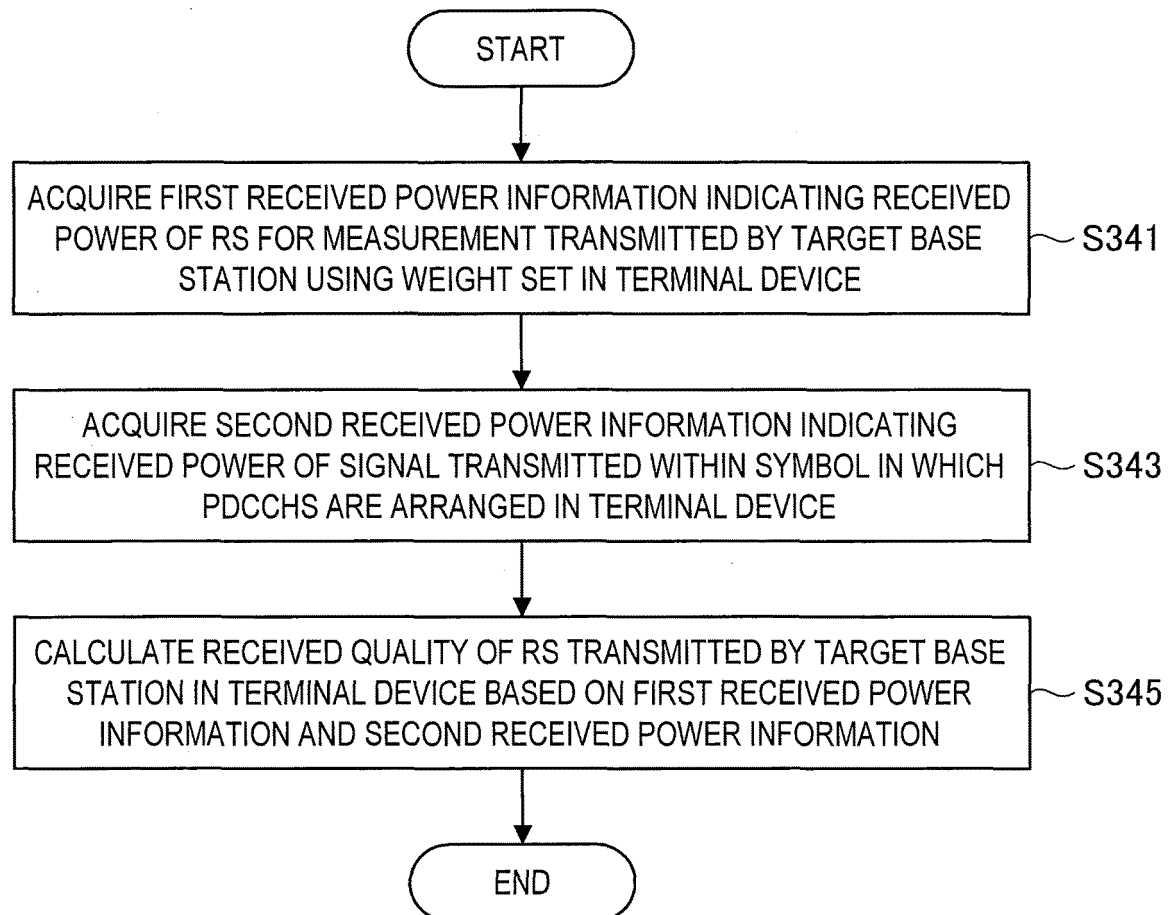 START
ACQUIRE FIRST RECEIVED POWER INFORMATION INDICATING RECEIVED
POWER OF RS FOR MEASUREMENT TRANSMITTED BY TARGET BASE
STATION USING WEIGHT SET IN TERMINAL DEVICE
S341
ACQUIRE SECOND RECEIVED POWER INFORMATION INDICATING
RECEIVED POWER OF SIGNAL TRANSMITTED WITHIN SYMBOL IN WHICH
PDCCHS ARE ARRANGED IN TERMINAL DEVICE
S343
CALCULATE RECEIVED QUALITY OF RS TRANSMITTED BY TARGET BASE
STATION IN TERMINAL DEVICE BASED ON FIRST RECEIVED POWER
INFORMATION AND SECOND RECEIVED POWER INFORMATION
S345
END